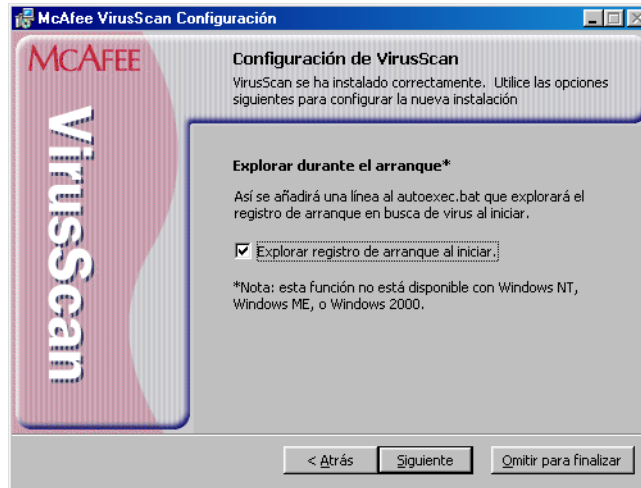 McAfee VirusScan Configuración
MCAFEE
VirusScan
Configuración de VirusScan
VirusScan se ha instalado correctamente. Utilice las opciones
siguientes para configurar la nueva instalación
Explorar durante el arranque*
Así se añadirá una línea al autoexec.bat que explorará el
registro de arranque en busca de virus al iniciar.
Explorar registro de arranque al iniciar.
*Nota: esta función no está disponible con Windows NT,
Windows ME, o Windows 2000.
< Atrás
Siguiente
Omitir para finalizar